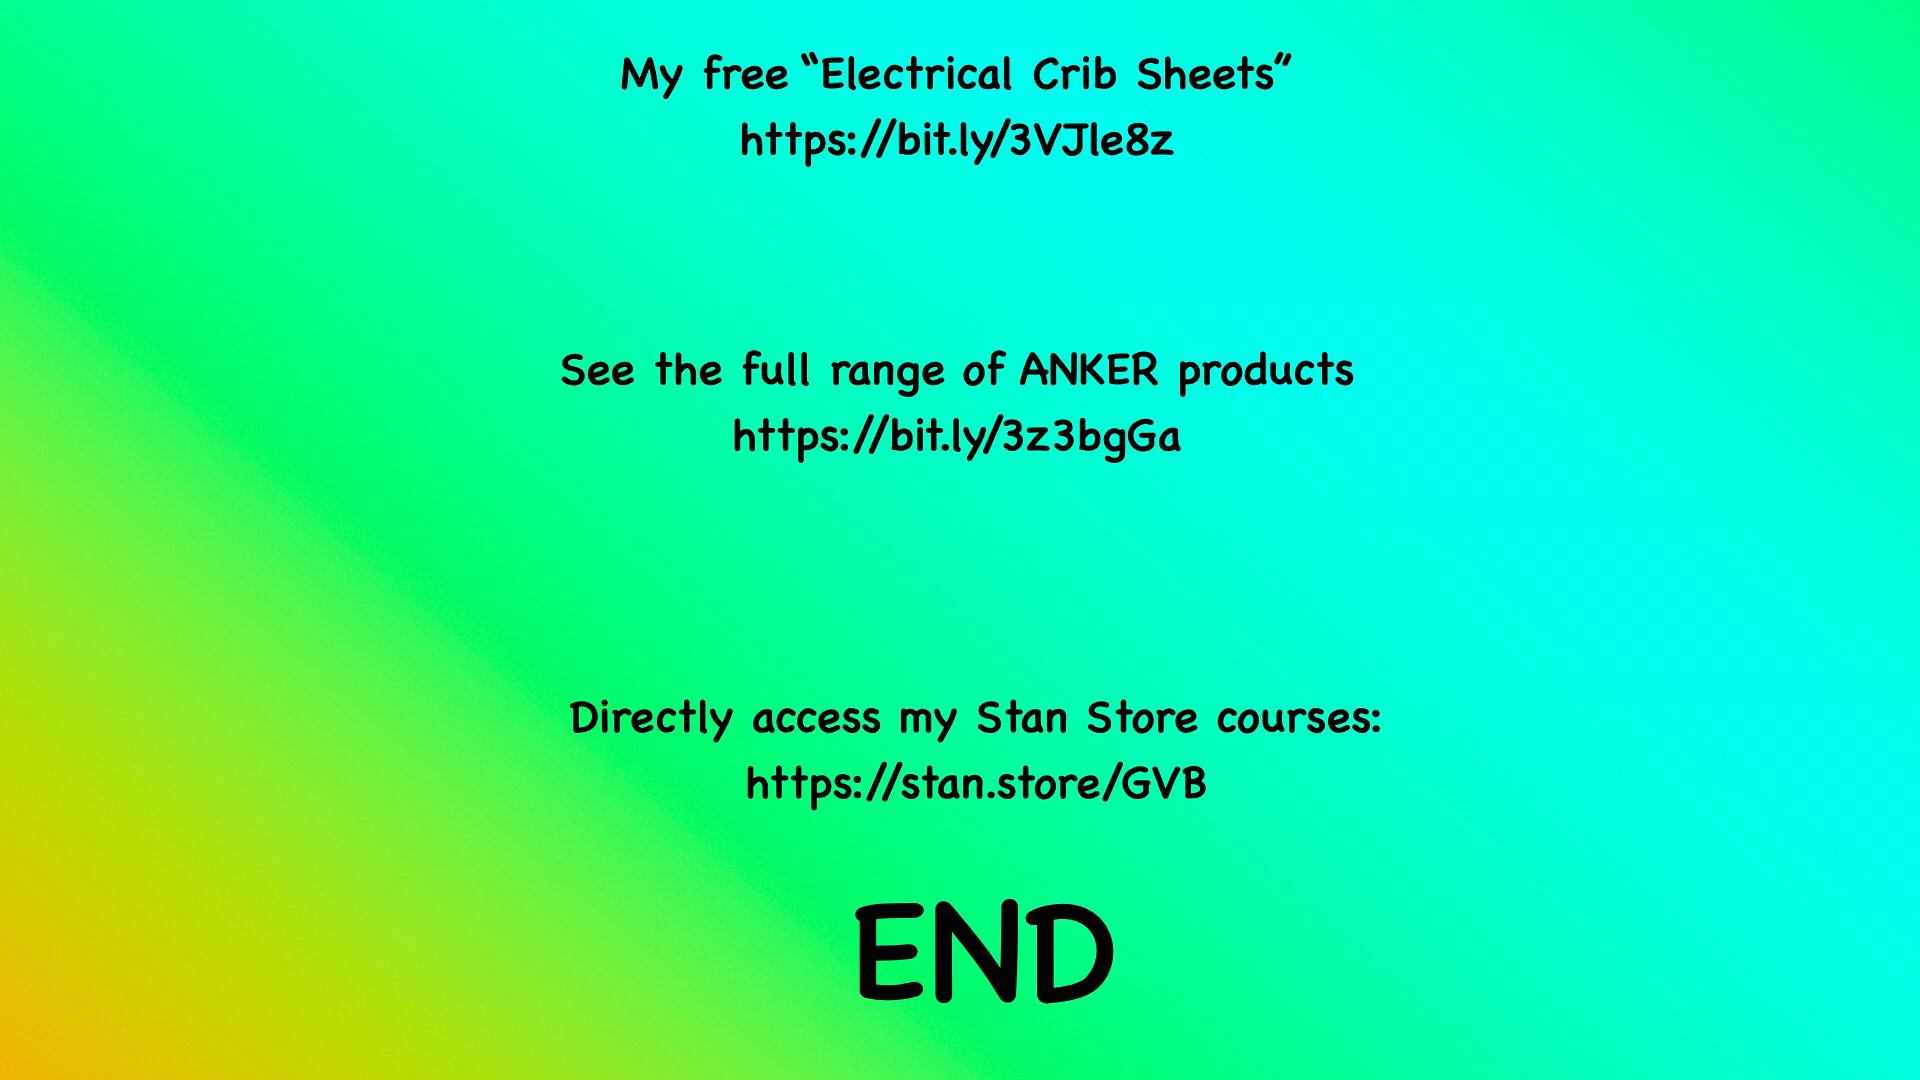 My free “Electrical Crib Sheets”
https://bit.ly/3VJle8z
See the full range of ANKER products
https://bit.ly/3z3bgGa
Directly access my Stan Store courses:
https://stan.store/GVB
END